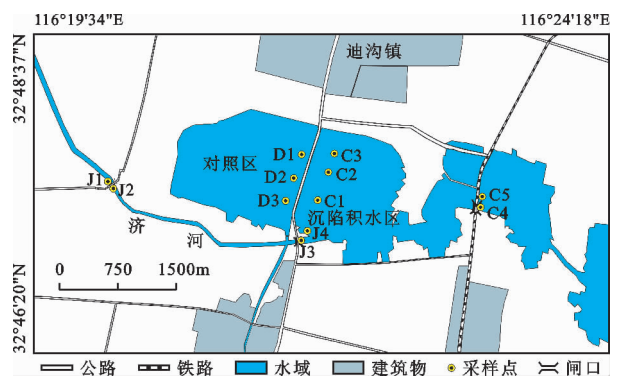 116°19′34″E 116°24′18″E
32°48′37″N
32°46′20″N
迪沟镇
对照区
D1
C3
C2
D2
D3
C1
C5
C4
J1
J2
沉陷积水区
J4
J3
济 河
0 750 1500m
公路 铁路 水域 建筑物 采样点 闸口